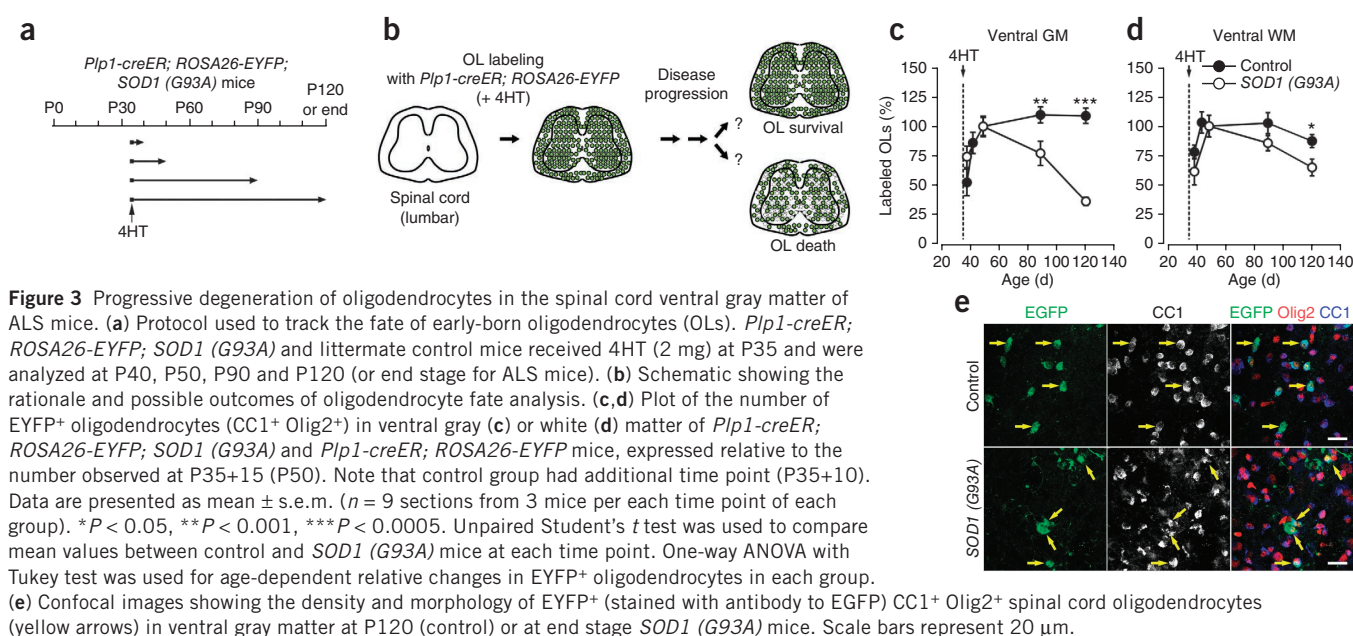 a
Plp1-creER; ROSA26-EYFP;
SOD1 (G93A) mice
P0 P30 P60 P90 P120
or end
4HT
b
OL labeling
with Plp1-creER; ROSA26-EYFP
(+ 4HT)
Spinal cord
(lumbar)
Disease
progression
?
?
OL survival
OL death
c
Ventral GM
4HT
Labeled OLs (%)
150
125
100
75
50
25
0
** ***
20 40 60 80 100 120 140
Age (d)
d
Ventral WM
4HT
Control
SOD1 (G93A)
150
125
100
75
50
25
0
*
20 40 60 80 100 120 140
Age (d)
e
EGFP CC1 EGFP Olig2 CC1
Control
SOD1 (G93A)
Figure 3 Progressive degeneration of oligodendrocytes in the spinal cord ventral gray matter of
ALS mice. (a) Protocol used to track the fate of early-born oligodendrocytes (OLs). Plp1-creER;
ROSA26-EYFP; SOD1 (G93A) and littermate control mice received 4HT (2 mg) at P35 and were
analyzed at P40, P50, P90 and P120 (or end stage for ALS mice). (b) Schematic showing the
rationale and possible outcomes of oligodendrocyte fate analysis. (c,d) Plot of the number of
EYFP⁺ oligodendrocytes (CC1⁺ Olig2⁺) in ventral gray (c) or white (d) matter of Plp1-creER;
ROSA26-EYFP; SOD1 (G93A) and Plp1-creER; ROSA26-EYFP mice, expressed relative to the
number observed at P35+15 (P50). Note that control group had additional time point (P35+10).
Data are presented as mean ± s.e.m. (n = 9 sections from 3 mice per each time point of each
group). *P < 0.05, **P < 0.001, ***P < 0.0005. Unpaired Student's t test was used to compare
mean values between control and SOD1 (G93A) mice at each time point. One-way ANOVA with
Tukey test was used for age-dependent relative changes in EYFP⁺ oligodendrocytes in each group.
(e) Confocal images showing the density and morphology of EYFP⁺ (stained with antibody to EGFP) CC1⁺ Olig2⁺ spinal cord oligodendrocytes
(yellow arrows) in ventral gray matter at P120 (control) or at end stage SOD1 (G93A) mice. Scale bars represent 20 μm.